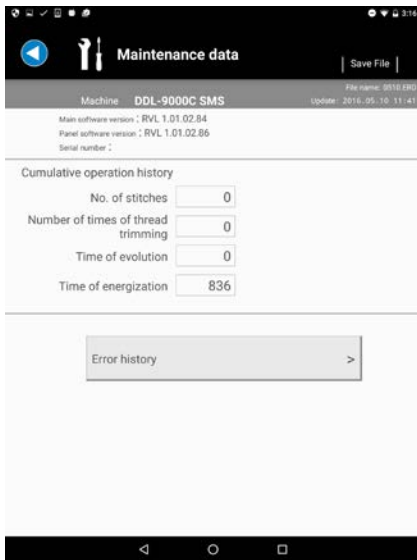 3:16
Maintenance data
Save File
File name: 0510.ERD
Machine DDL-9000C SMS
Update: 2016.05.10 11:41
Main software version : RVL 1.01.02.84
Panel software version : RVL 1.01.02.86
Serial number :
Cumulative operation history
No. of stitches 0
Number of times of thread
trimming 0
Time of evolution 0
Time of energization 836
Error history >